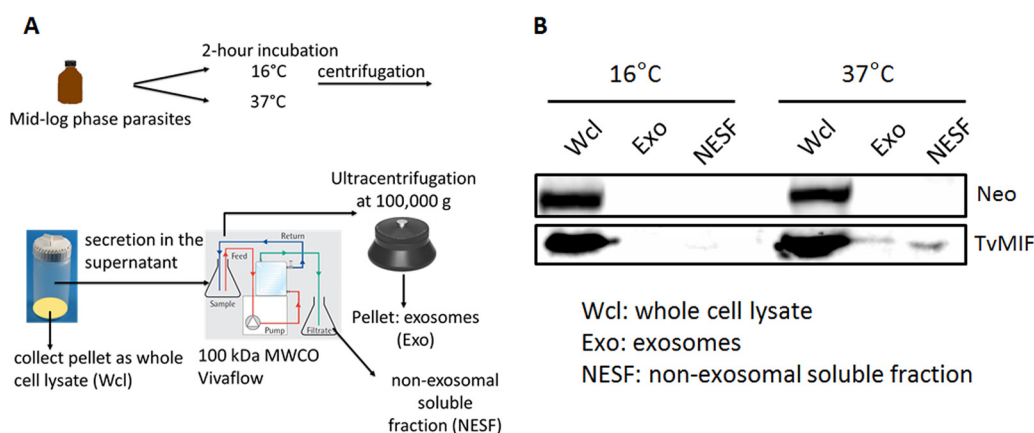 A
2-hour incubation
16°C
centrifugation
37°C
Mid-log phase parasites
Ultracentrifugation
at 100,000 g
secretion in the
supernatant
Return
Feed
Sample
Pump
Filtrate
Pellet: exosomes
(Exo)
collect pellet as whole
cell lysate (Wcl)
100 kDa MWCO
Vivaflow
non-exosomal
soluble
fraction (NESF)
B
16°C 37°C
Wcl Exo NESF Wcl Exo NESF
Neo
TvMIF
Wcl: whole cell lysate
Exo: exosomes
NESF: non-exosomal soluble fraction